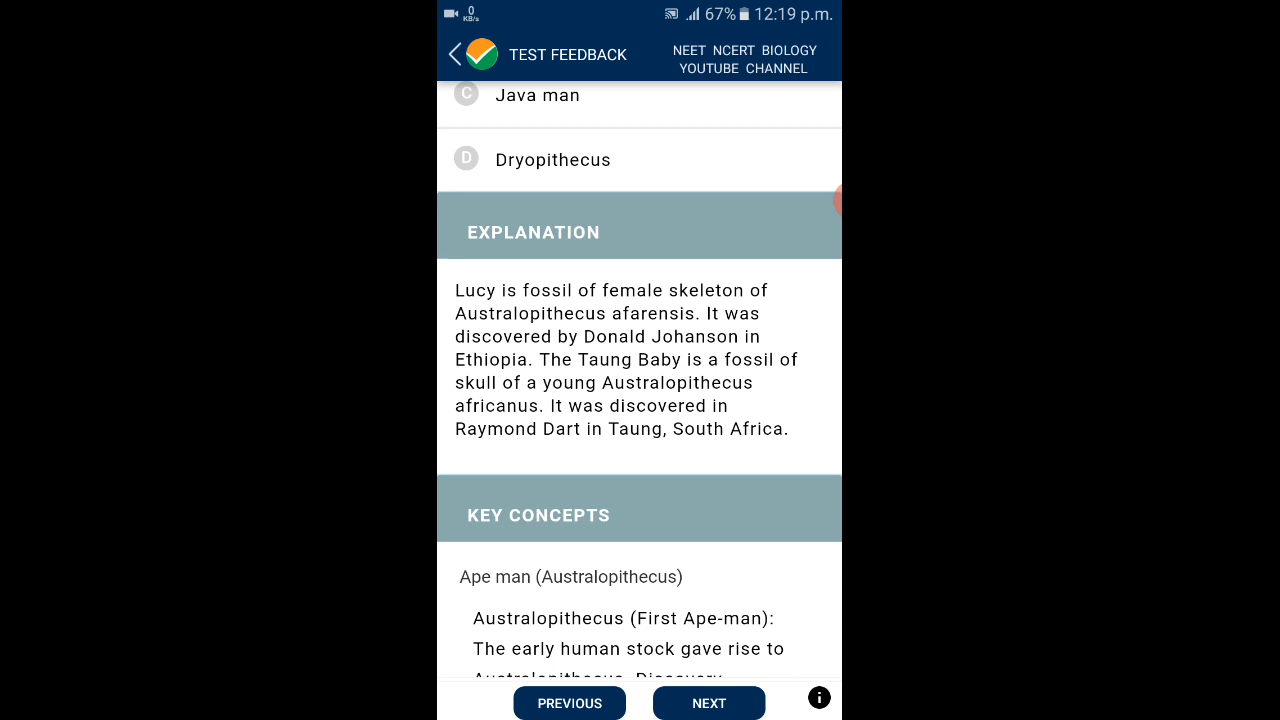 0
KB/s
67% 12:19 p.m.
TEST FEEDBACK
NEET NCERT BIOLOGY
YOUTUBE CHANNEL
C Java man
D Dryopithecus
EXPLANATION
Lucy is fossil of female skeleton of
Australopithecus afarensis. It was
discovered by Donald Johanson in
Ethiopia. The Taung Baby is a fossil of
skull of a young Australopithecus
africanus. It was discovered in
Raymond Dart in Taung, South Africa.
KEY CONCEPTS
Ape man (Australopithecus)
Australopithecus (First Ape-man):
The early human stock gave rise to
Australopithecus. Discovery
PREVIOUS
NEXT
i